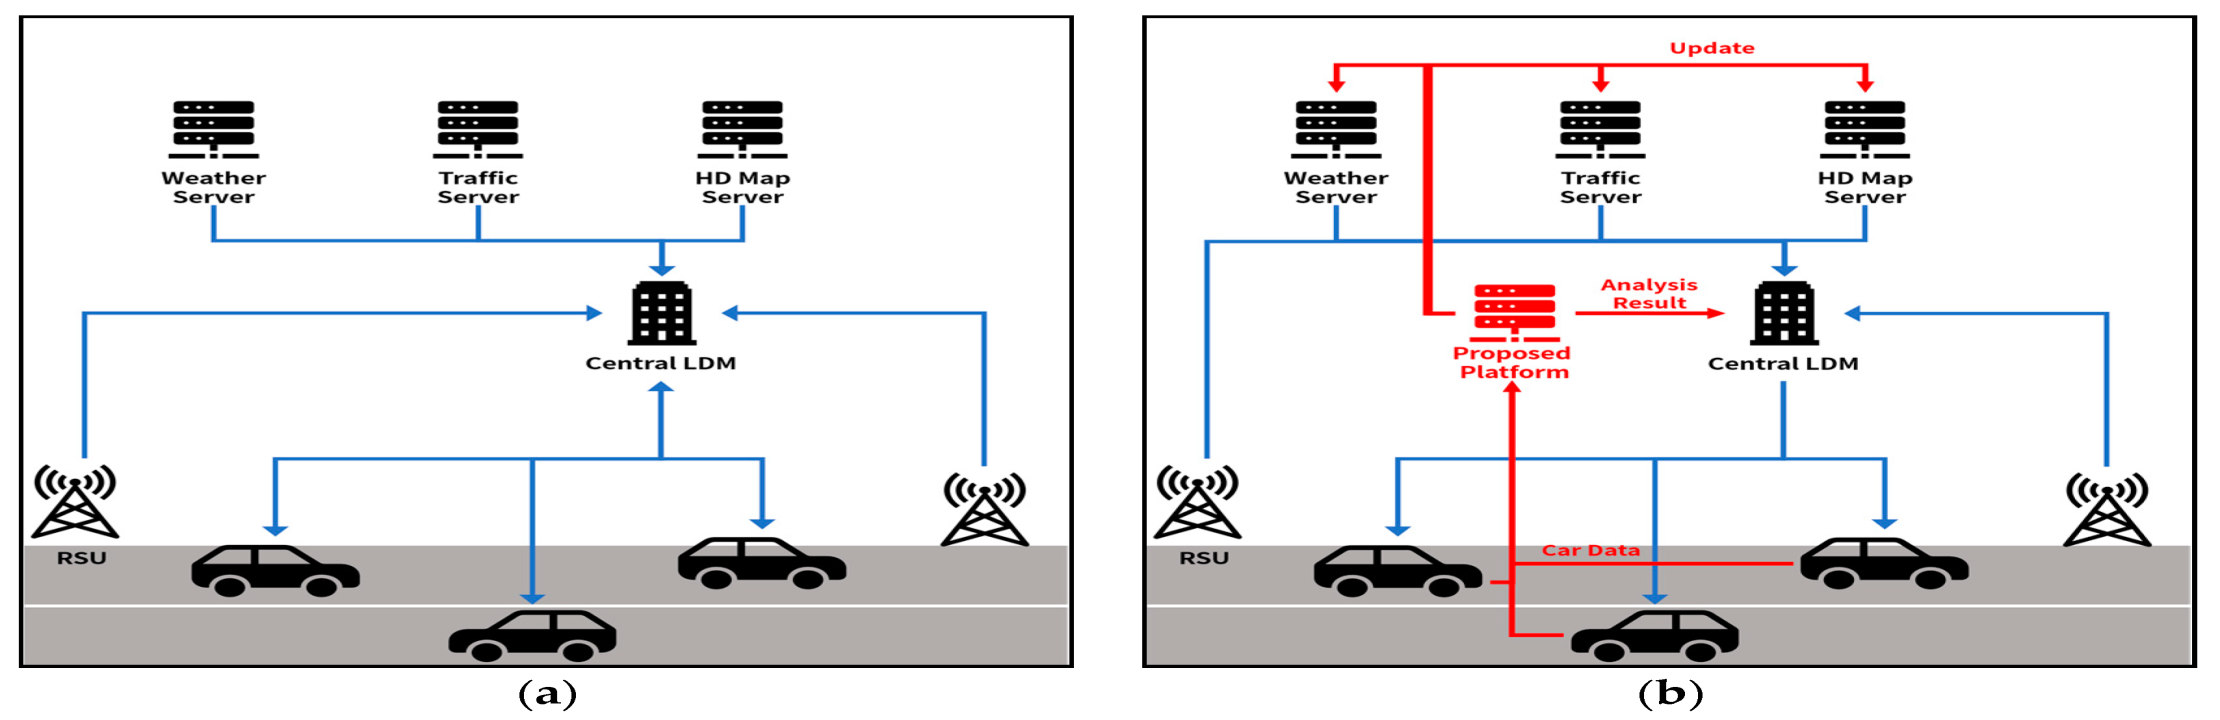 Weather
Server
Traffic
Server
HD Map
Server
Central LDM
RSU
(a)
Update
Weather
Server
Traffic
Server
HD Map
Server
Analysis
Result
Proposed
Platform
Central LDM
Car Data
RSU
(b)